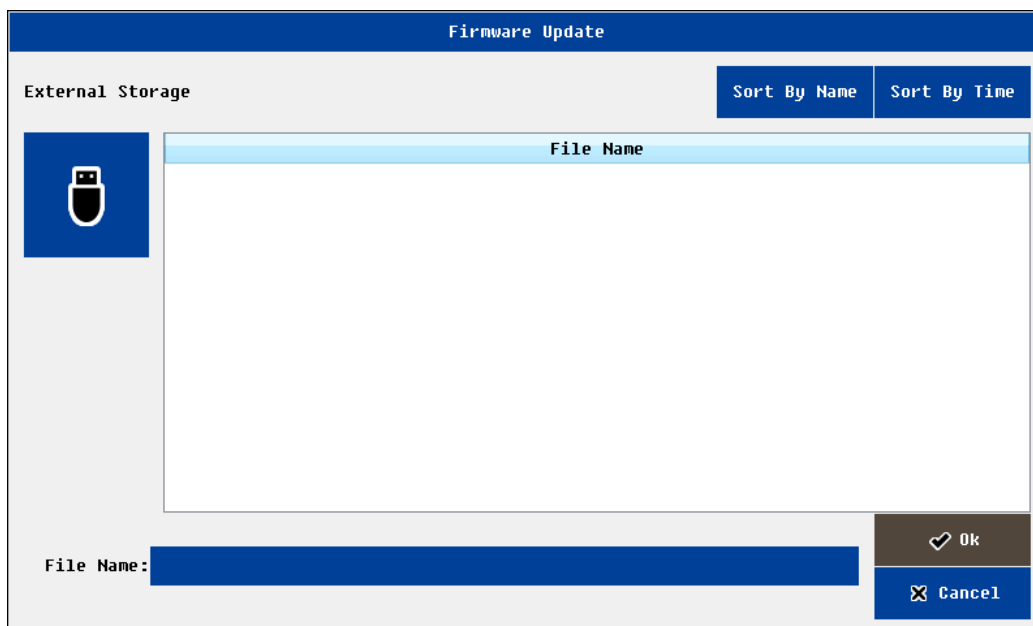 Firmware Update
External Storage
Sort By Name
Sort By Time
File Name
File Name:
Ok
Cancel